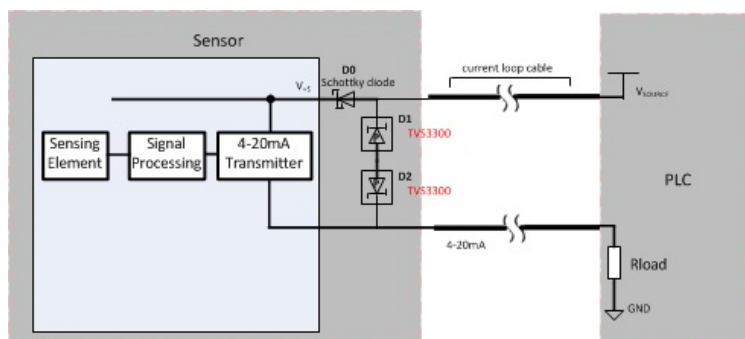 Sensor
D0
Schottky diode
V+S
current loop cable
VSOURCE
D1
TVS3300
Sensing
Element
Signal
Processing
4-20mA
Transmitter
D2
TVS3300
PLC
4-20mA
Rload
GND